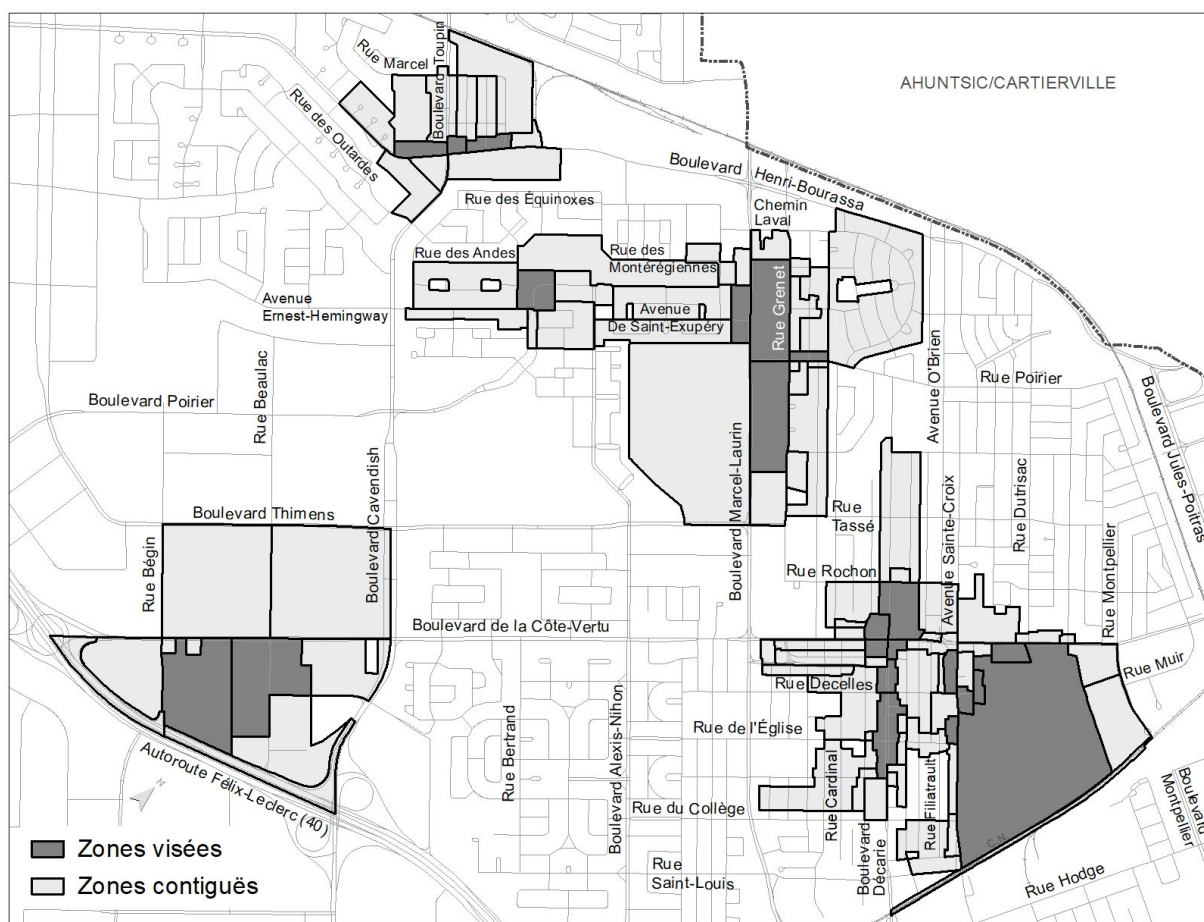 AHUNTSIC/CARTIERVILLE
Rue Marcel
Boulevard Toupin
Rue des Outardes
Boulevard Henri-Bourassa
Rue des Équinoxes
Chemin
Laval
Rue des Andes
Rue des
Montérégiennes
Rue Grenet
Avenue
Ernest-Hemingway
Avenue
De Saint-Exupéry
Avenue O'Brien
Rue Poirier
Boulevard Jules-Poitras
Boulevard Poirier
Rue Beaulac
Boulevard Cavendish
Boulevard Marcel-Laurin
Boulevard Thimens
Rue Bégin
Rue
Tassé
Rue Rochon
Avenue Sainte-Croix
Rue Dutrisac
Rue Montpellier
Boulevard de la Côte-Vertu
Rue Muir
Rue Decelles
Rue de l'Église
Rue Bertrand
Boulevard Alexis-Nihon
Rue Cardinal
Rue Filiatrault
Rue du Collège
Boulevard
Décarie
Boulevard
Montpellier
Autoroute Félix-Leclerc (40)
N
C.N.
Rue
Saint-Louis
Rue Hodge
Zones visées
Zones contiguës